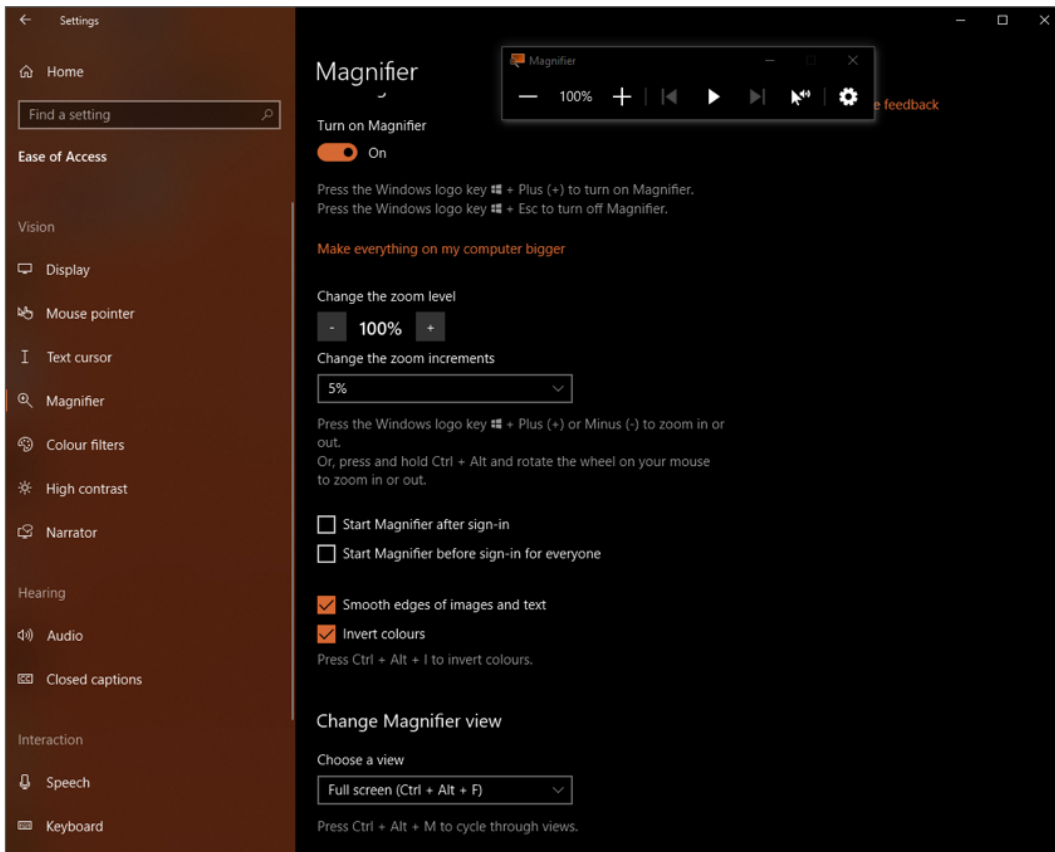 Settings
Home
Find a setting
Ease of Access
Vision
Display
Mouse pointer
Text cursor
Magnifier
Colour filters
High contrast
Narrator
Hearing
Audio
Closed captions
Interaction
Speech
Keyboard
Magnifier
Magnifier
100%
e feedback
Turn on Magnifier
On
Press the Windows logo key + Plus (+) to turn on Magnifier.
Press the Windows logo key + Esc to turn off Magnifier.
Make everything on my computer bigger
Change the zoom level
- 100% +
Change the zoom increments
5%
Press the Windows logo key + Plus (+) or Minus (-) to zoom in or
out.
Or, press and hold Ctrl + Alt and rotate the wheel on your mouse
to zoom in or out.
Start Magnifier after sign-in
Start Magnifier before sign-in for everyone
Smooth edges of images and text
Invert colours
Press Ctrl + Alt + I to invert colours.
Change Magnifier view
Choose a view
Full screen (Ctrl + Alt + F)
Press Ctrl + Alt + M to cycle through views.